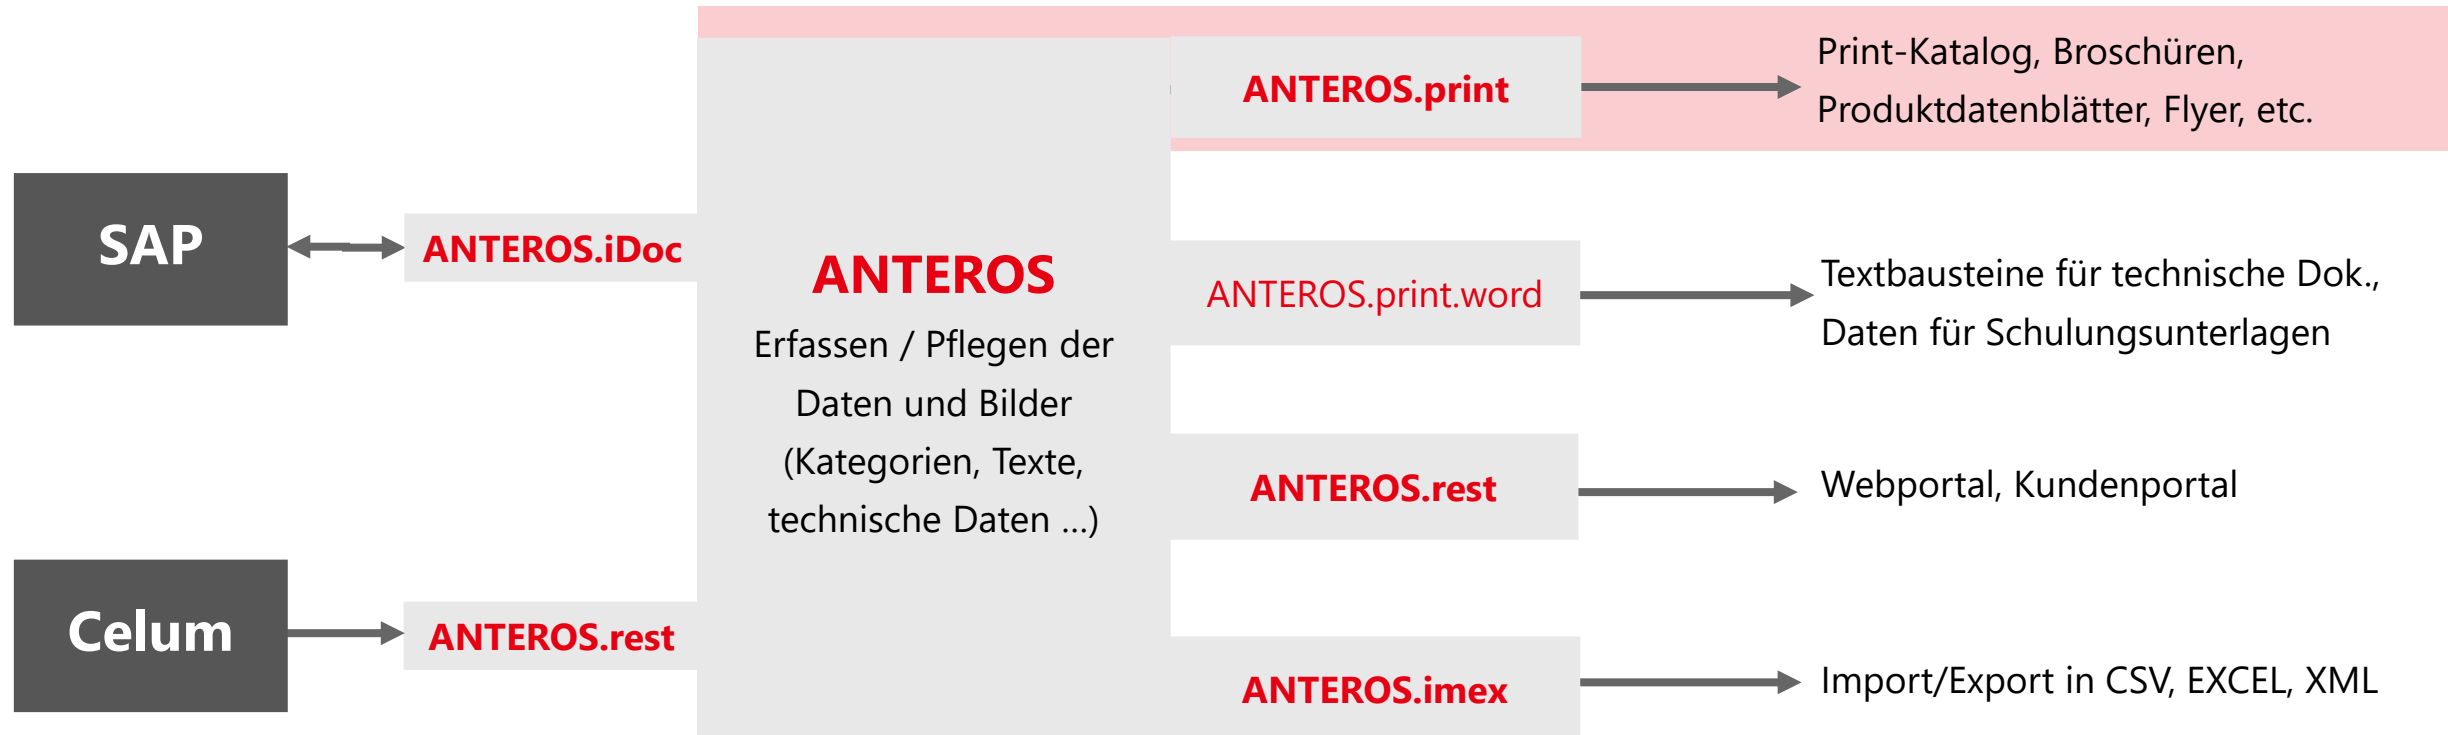 SAP
Celum
ANTEROS.iDoc
ANTEROS.rest
ANTEROS
Erfassen / Pflegen der
Daten und Bilder
(Kategorien, Texte,
technische Daten ...)
ANTEROS.print
Print-Katalog, Broschüren,
Produktdatenblätter, Flyer, etc.
ANTEROS.print.word
Textbausteine für technische Dok.,
Daten für Schulungsunterlagen
ANTEROS.rest
Webportal, Kundenportal
ANTEROS.imex
Import/Export in CSV, EXCEL, XML